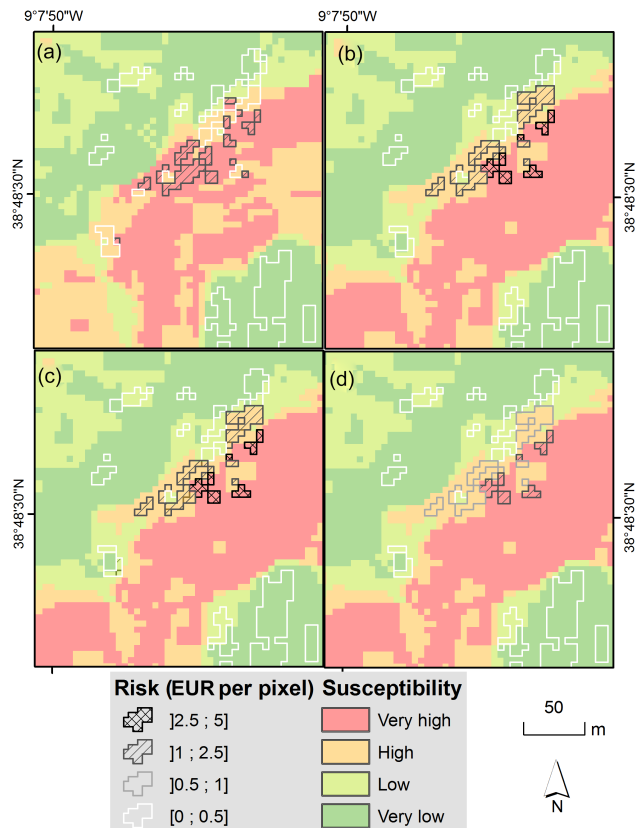 9°7'50"W
9°7'50"W
(a)
(b)
38°48'30"N
38°48'30"N
(c)
(d)
38°48'30"N
38°48'30"N
Risk (EUR per pixel) Susceptibility
]2.5 ; 5] Very high
]1 ; 2.5] High
]0.5 ; 1] Low
[0 ; 0.5] Very low
50
m
N